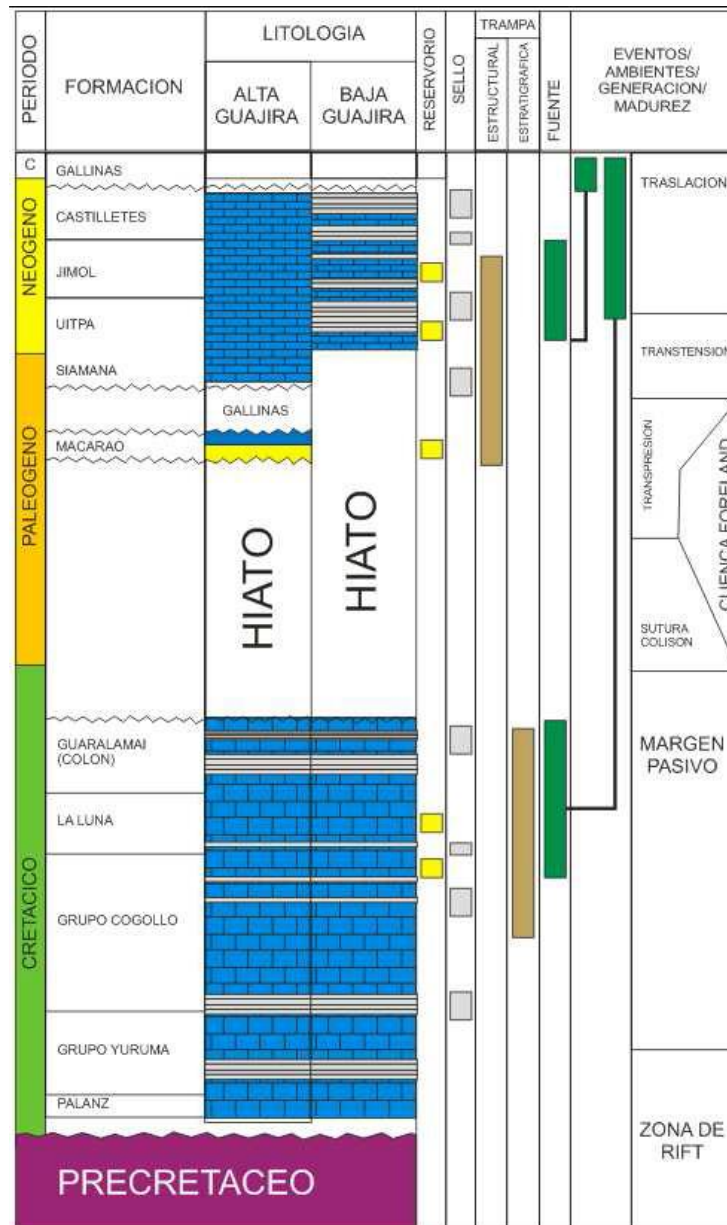 PERIODO
FORMACION
LITOLOGIA
ALTA
GUAJIRA
BAJA
GUAJIRA
RESERVORIO
SELLO
TRAMPA
ESTRUCTURAL
ESTRATIGRAFICA
FUENTE
EVENTOS/
AMBIENTES/
GENERACION/
MADUREZ
C
NEOGENO
PALEOGENO
CRETACICO
GALLINAS
CASTILLETES
JIMOL
UITPA
SIAMANA
MACARAO
GUARALAMAI
(COLON)
LA LUNA
GRUPO COGOLLO
GRUPO YURUMA
PALANZ
GALLINAS
HIATO
HIATO
TRASLACION
TRANSTENSION
TRANSPRESION
CUENCA FORELAND
SUTURA
COLISON
MARGEN
PASIVO
ZONA DE
RIFT
PRECRETACEO